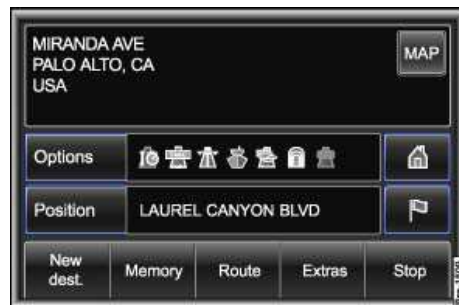 MIRANDA AVE
PALO ALTO, CA
USA
MAP
Options
Position
LAUREL CANYON BLVD
New
dest.
Memory
Route
Extras
Stop